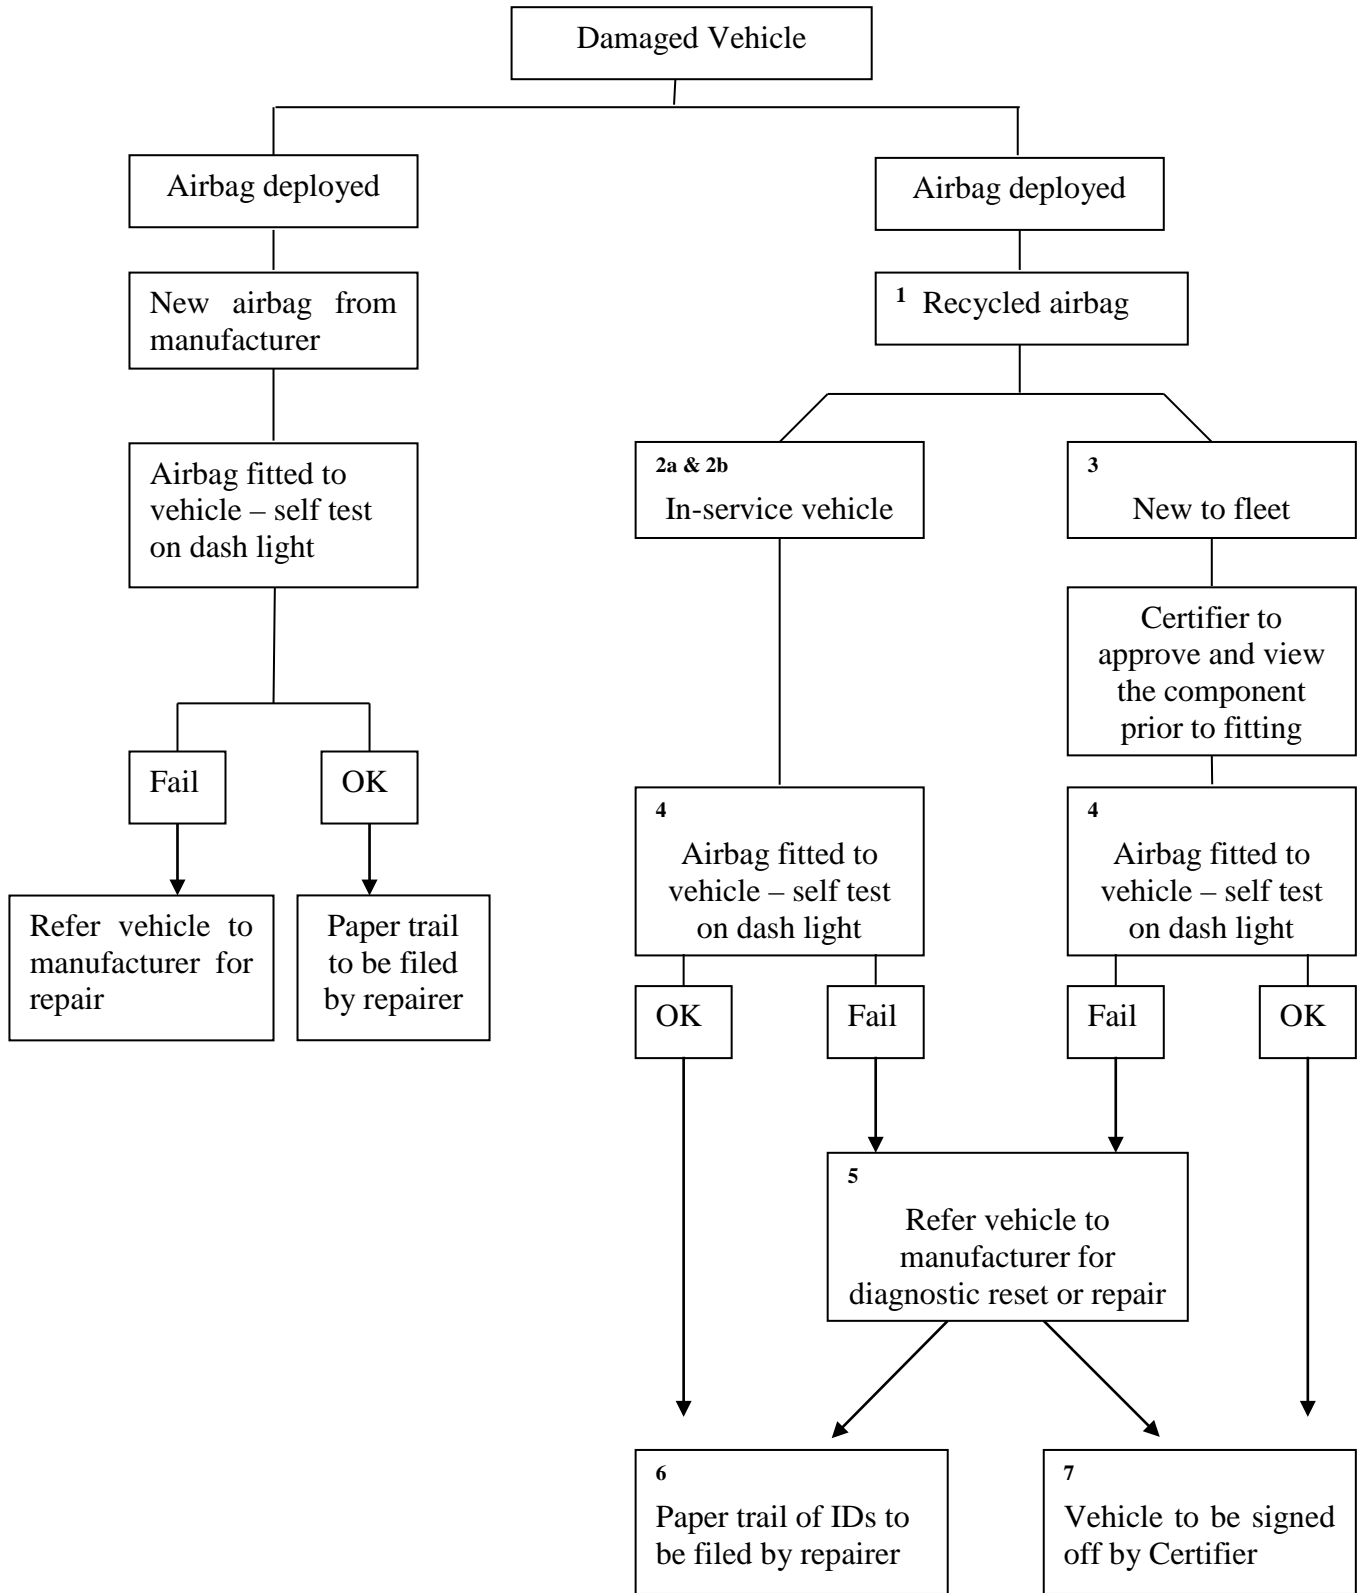 Damaged Vehicle
Airbag deployed
Airbag deployed
New airbag from
manufacturer
1 Recycled airbag
Airbag fitted to
vehicle – self test
on dash light
2a & 2b
In-service vehicle
3
New to fleet
Certifier to
approve and view
the component
prior to fitting
Fail
OK
4
Airbag fitted to
vehicle – self test
on dash light
4
Airbag fitted to
vehicle – self test
on dash light
Refer vehicle to
manufacturer for
repair
Paper trail
to be filed
by repairer
OK
Fail
Fail
OK
5
Refer vehicle to
manufacturer for
diagnostic reset or repair
6
Paper trail of IDs to
be filed by repairer
7
Vehicle to be signed
off by Certifier